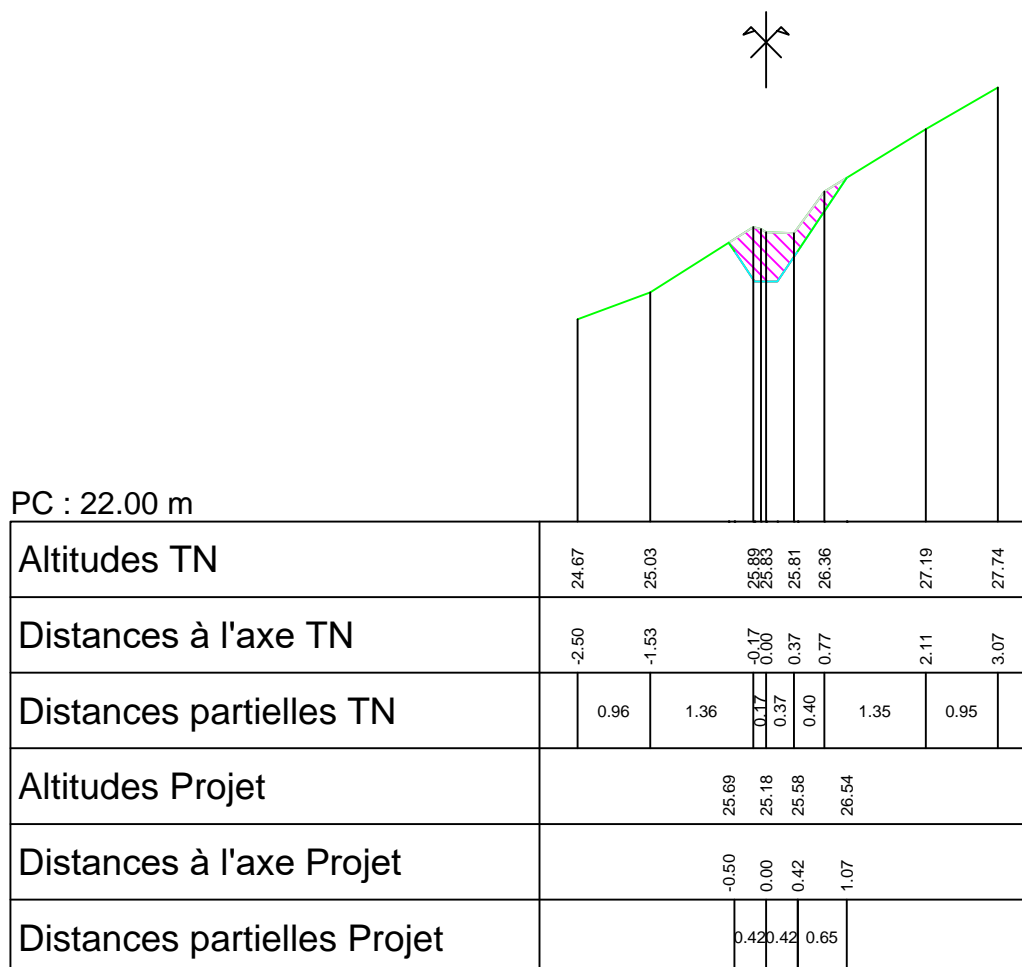 PC : 22.00 m
Altitudes TN 24.67 25.03 25.89 25.83 25.81 26.36 27.19 27.74
Distances à l'axe TN -2.50 -1.53 -0.17 0.00 0.37 0.77 2.11 3.07
Distances partielles TN 0.96 1.36 0.17 0.37 0.40 1.35 0.95
Altitudes Projet 25.69 25.18 25.58 26.54
Distances à l'axe Projet -0.50 0.00 0.42 1.07
Distances partielles Projet 0.42 0.42 0.65